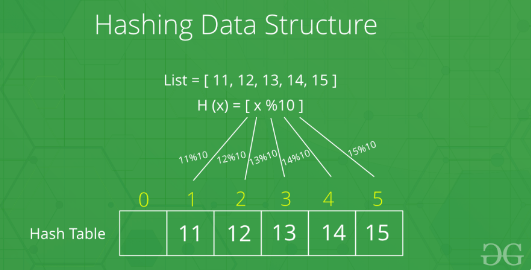 Hashing Data Structure
List = [ 11, 12, 13, 14, 15 ]
H (x) = [ x %10 ]
11%10 12%10 13%10 14%10 15%10
0 1 2 3 4 5
Hash Table 11 12 13 14 15